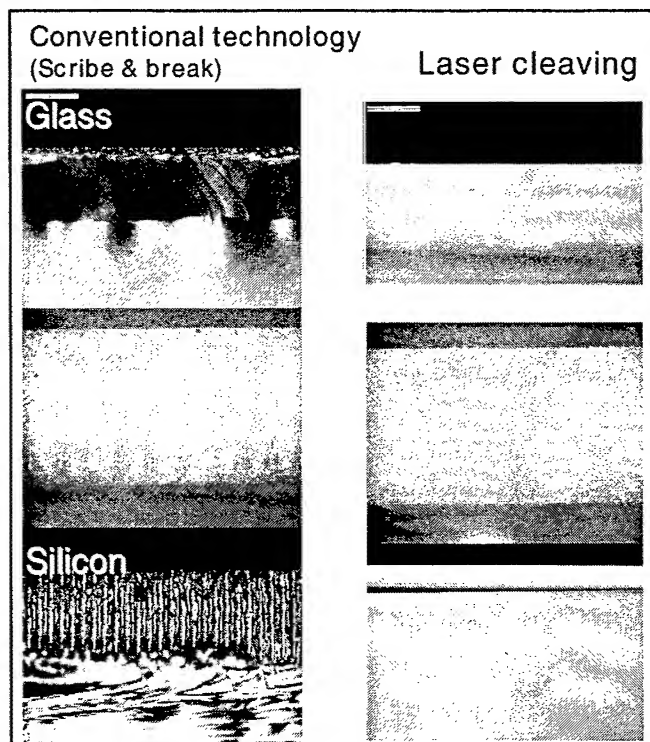 Conventional technology
(Scribe & break)
Laser cleaving
Glass
Silicon